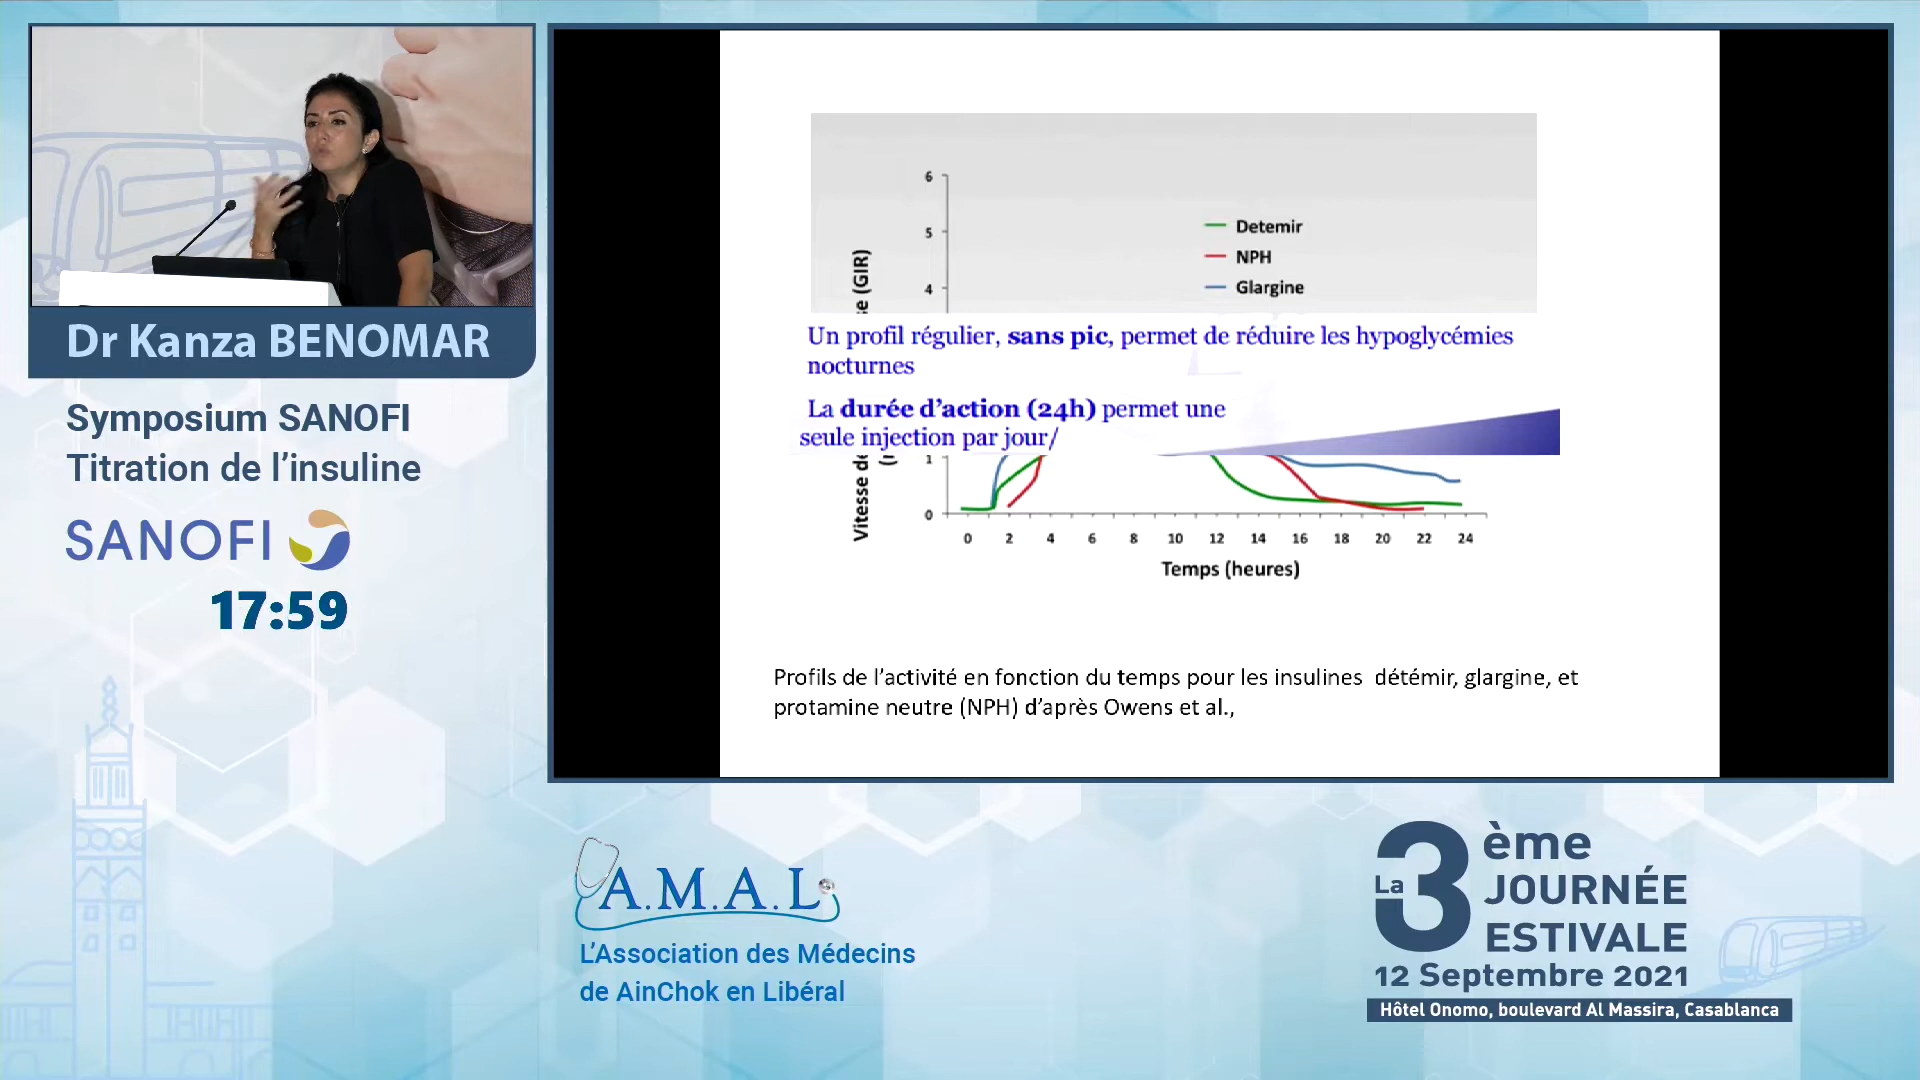 Dr Kanza BENOMAR
Symposium SANOFI
Titration de l’insuline
SANOFI
17:59
6
5
4
1
0
se (GIR)
Vitesse de
Detemir
NPH
Glargine
Un profil régulier, sans pic, permet de réduire les hypoglycémies
nocturnes
La durée d’action (24h) permet une
seule injection par jour/
0 2 4 6 8 10 12 14 16 18 20 22 24
Temps (heures)
Profils de l’activité en fonction du temps pour les insulines détémir, glargine, et
protamine neutre (NPH) d’après Owens et al.,
A.M.A.L
L’Association des Médecins
de AinChok en Libéral
La 3ème
JOURNÉE
ESTIVALE
12 Septembre 2021
Hôtel Onomo, boulevard Al Massira, Casablanca